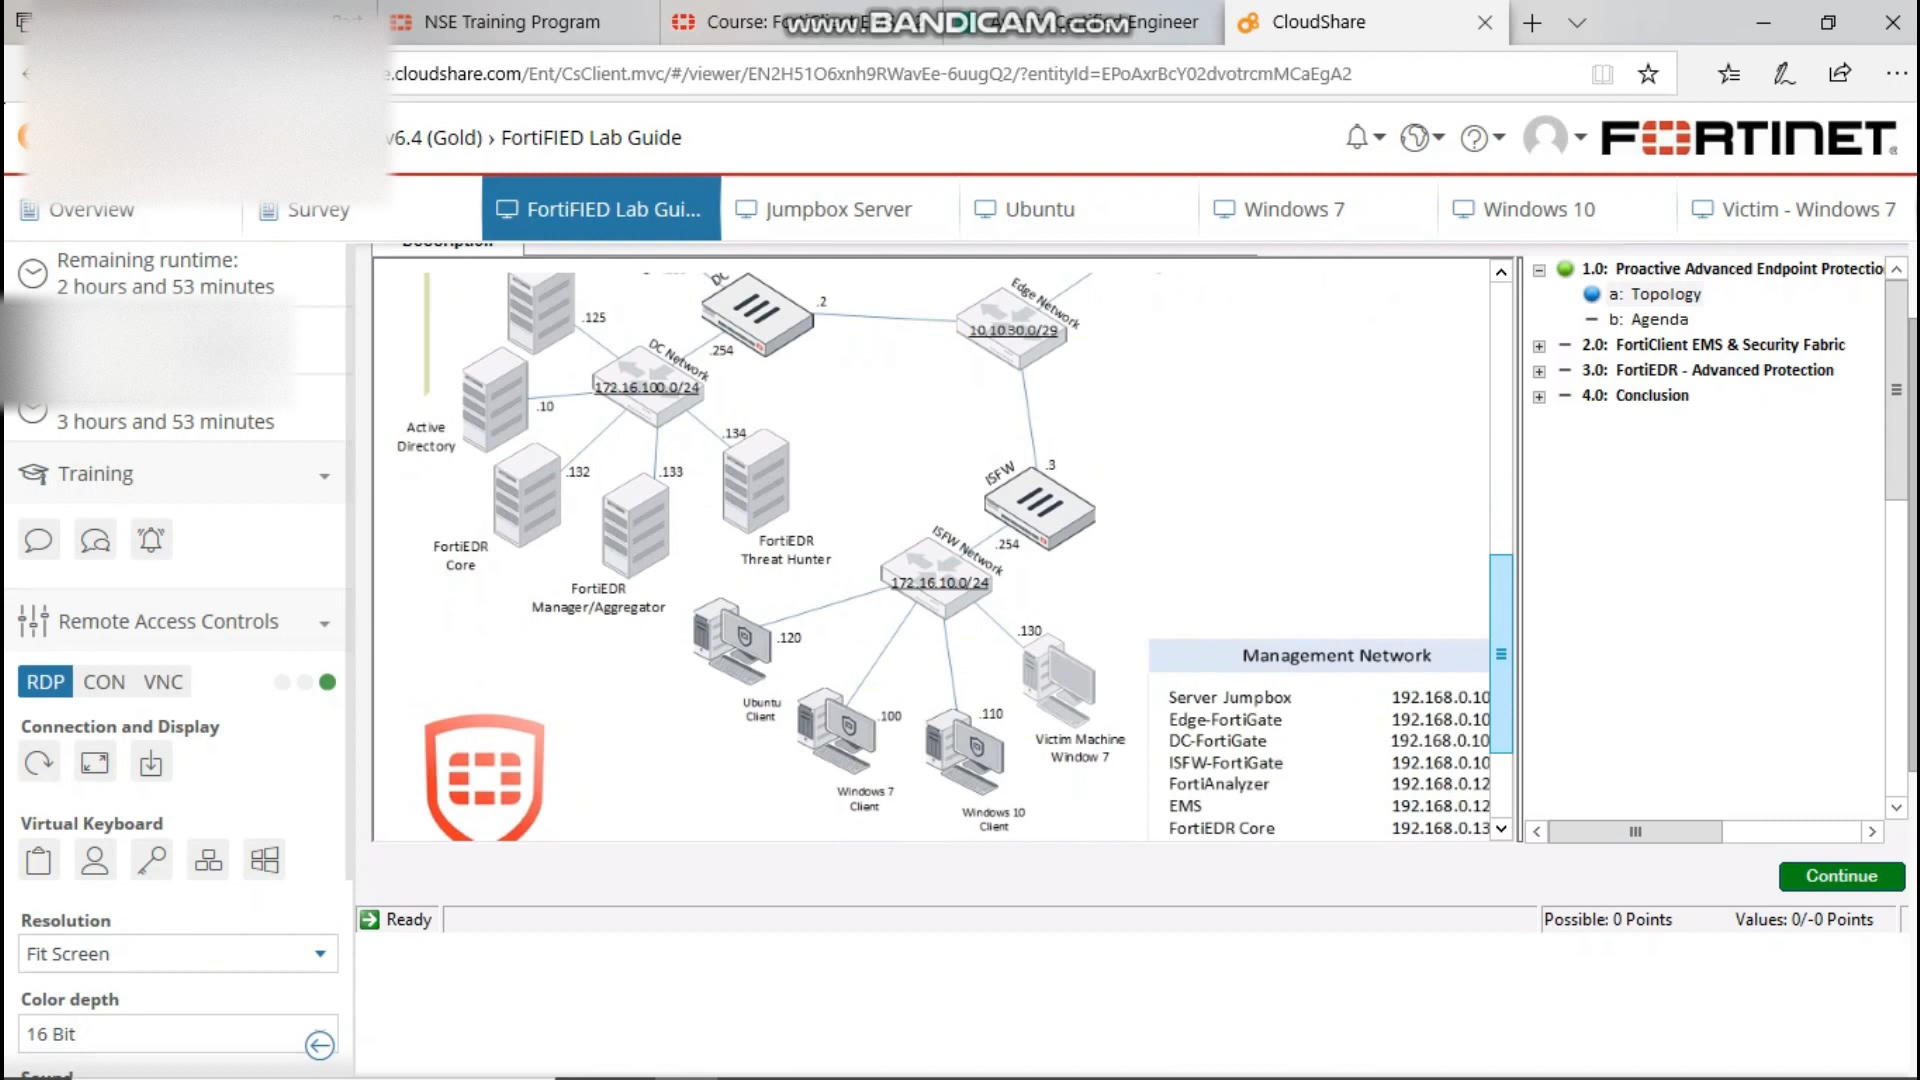 NSE Training Program
Course: Fo
www.BANDICAM.com
Engineer
CloudShare
.cloudshare.com/Ent/CsClient.mvc/#/viewer/EN2H51O6xnh9RWavEe-6uugQ2/?entityId=EPoAxrBcY02dvotrcmMCaEgA2
v6.4 (Gold) › FortiFIED Lab Guide
FORTINET
Overview
Survey
FortiFIED Lab Gui...
Jumpbox Server
Ubuntu
Windows 7
Windows 10
Victim - Windows 7
Remaining runtime:
2 hours and 53 minutes
3 hours and 53 minutes
Training
Remote Access Controls
RDP CON VNC
Connection and Display
Virtual Keyboard
Resolution
Fit Screen
Color depth
16 Bit
Description
DC
.2
Edge Network
10.10.30.0/29
.125
.254
DC Network
172.16.100.0/24
.10
Active
Directory
.134
.132
.133
ISFW
.3
FortiEDR
Core
FortiEDR
Threat Hunter
FortiEDR
Manager/Aggregator
.254
ISFW Network
172.16.10.0/24
.120
.130
Ubuntu
Client
.100
.110
Victim Machine
Window 7
Windows 7
Client
Windows 10
Client
Management Network
Server Jumpbox 192.168.0.10
Edge-FortiGate 192.168.0.10
DC-FortiGate 192.168.0.10
ISFW-FortiGate 192.168.0.10
FortiAnalyzer 192.168.0.12
EMS 192.168.0.12
FortiEDR Core 192.168.0.13
1.0: Proactive Advanced Endpoint Protectio
a: Topology
b: Agenda
2.0: FortiClient EMS & Security Fabric
3.0: FortiEDR - Advanced Protection
4.0: Conclusion
Continue
Ready
Possible: 0 Points
Values: 0/-0 Points